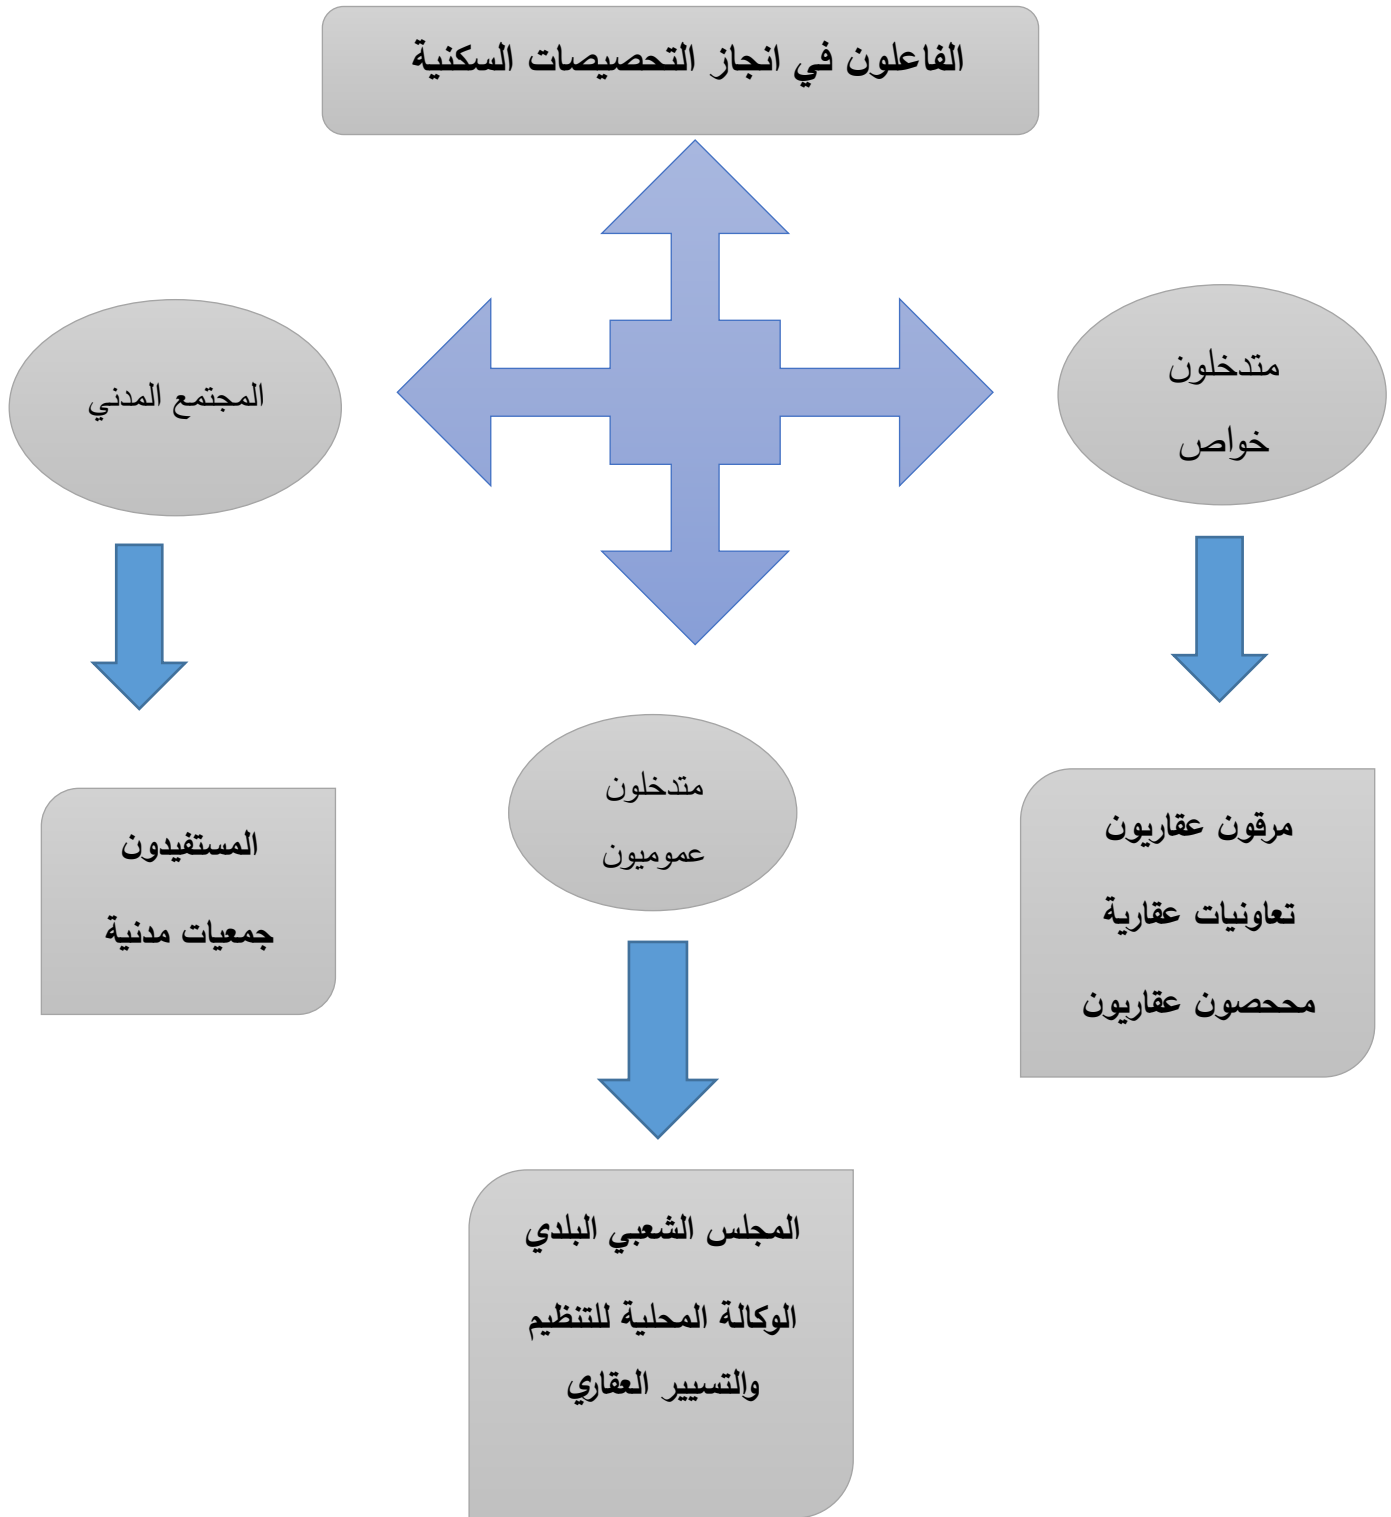 الفاعلون في انجاز التحصيصات السكنية
متدخلون
خواص
المجتمع المدني
متدخلون
عموميون
مرقون عقاريون
تعاونيات عقارية
مححصون عقاريون
المستفيدون
جمعيات مدنية
المجلس الشعبي البلدي
الوكالة المحلية للتنظيم
والتسيير العقاري